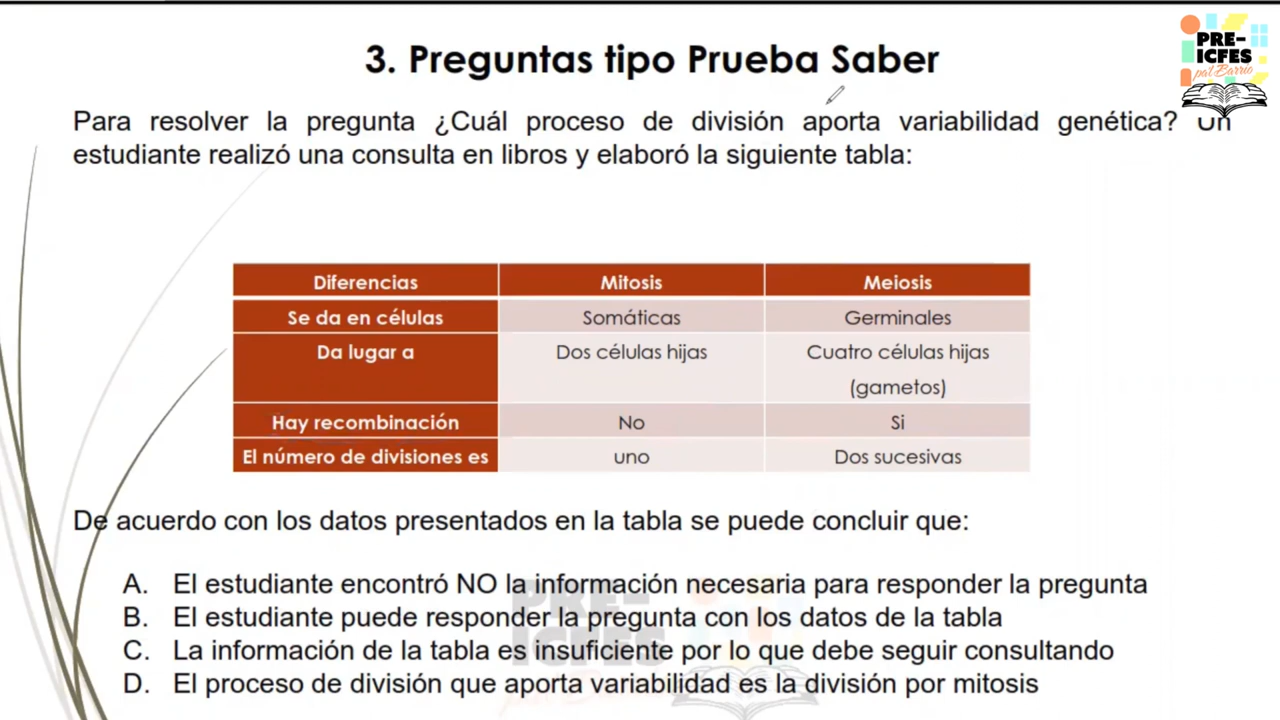 PRE-
ICFES
pa'l Barrio
3. Preguntas tipo Prueba Saber
Para resolver la pregunta ¿Cuál proceso de división aporta variabilidad genética? Un
estudiante realizó una consulta en libros y elaboró la siguiente tabla:
Diferencias Mitosis Meiosis
Se da en células Somáticas Germinales
Da lugar a Dos células hijas Cuatro células hijas
(gametos)
Hay recombinación No Si
El número de divisiones es uno Dos sucesivas
De acuerdo con los datos presentados en la tabla se puede concluir que:
A. El estudiante encontró NO la información necesaria para responder la pregunta
B. El estudiante puede responder la pregunta con los datos de la tabla
C. La información de la tabla es insuficiente por lo que debe seguir consultando
D. El proceso de división que aporta variabilidad es la división por mitosis
PRE-
ICFES